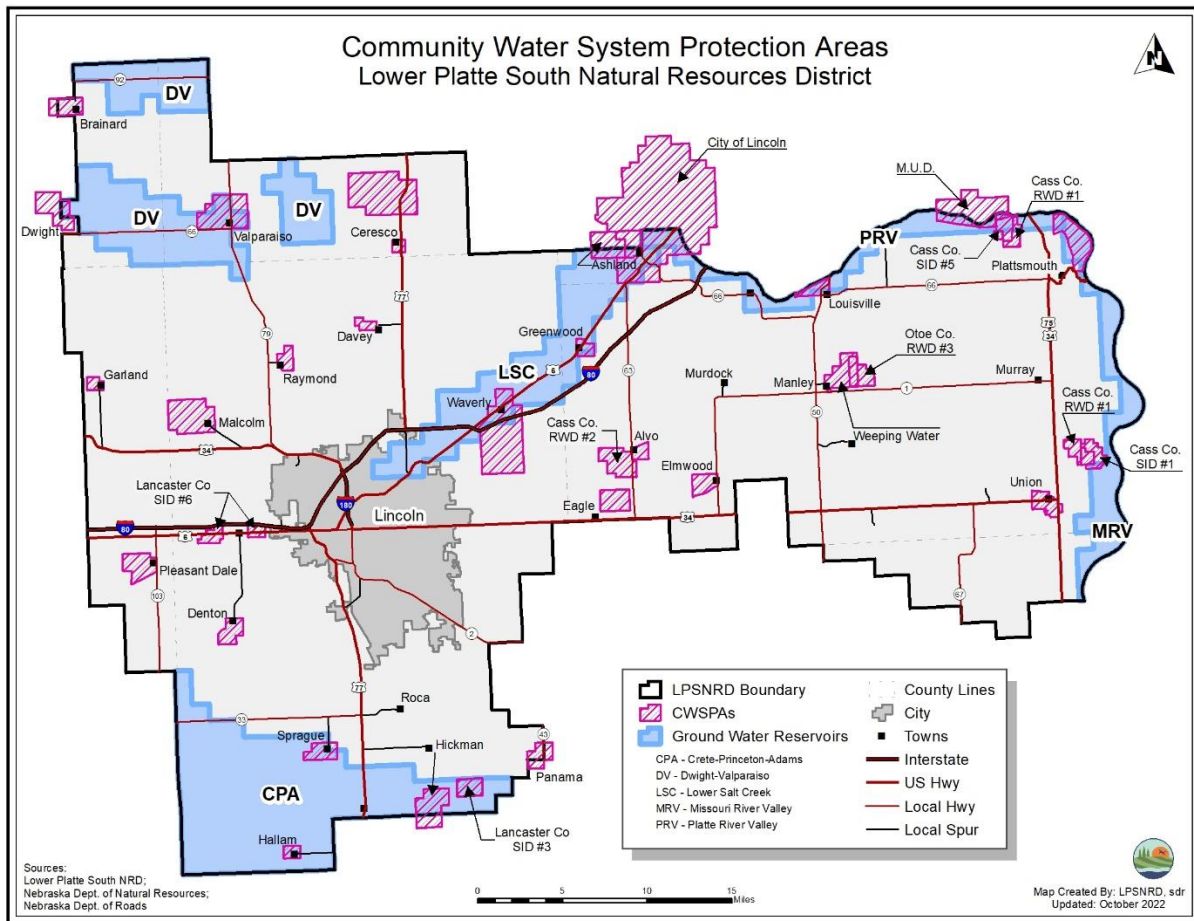 Community Water System Protection Areas
Lower Platte South Natural Resources District
N
92
DV
Brainard
City of Lincoln
M.U.D.
Cass Co.
RWD #1
DV
DV
Dwight
66
Valparaiso
Ceresco
Ashland
PRV
Cass Co.
SID #5
Plattsmouth
77
66
Louisville
66
79
Davey
Greenwood
75
34
Otoe Co.
RWD #3
Garland
Raymond
LSC
6
80
63
Murdock
Manley
1
Murray
Waverly
Malcolm
50
Cass Co.
RWD #1
Cass Co.
RWD #2
Alvo
Weeping Water
34
Elmwood
Cass Co.
SID #1
Lancaster Co
SID #6
180
Lincoln
Eagle
34
Union
80
6
MRV
Pleasant Dale
103
67
Denton
2
77
Roca
33
Sprague
Hickman
43
Panama
CPA
Lancaster Co
SID #3
Hallam
LPSNRD Boundary
CWSPAs
Ground Water Reservoirs
CPA - Crete-Princeton-Adams
DV - Dwight-Valparaiso
LSC - Lower Salt Creek
MRV - Missouri River Valley
PRV - Platte River Valley
County Lines
City
Towns
Interstate
US Hwy
Local Hwy
Local Spur
Sources:
Lower Platte South NRD;
Nebraska Dept. of Natural Resources;
Nebraska Dept. of Roads
0 5 10 15
Miles
Map Created By: LPSNRD, sdr
Updated: October 2022